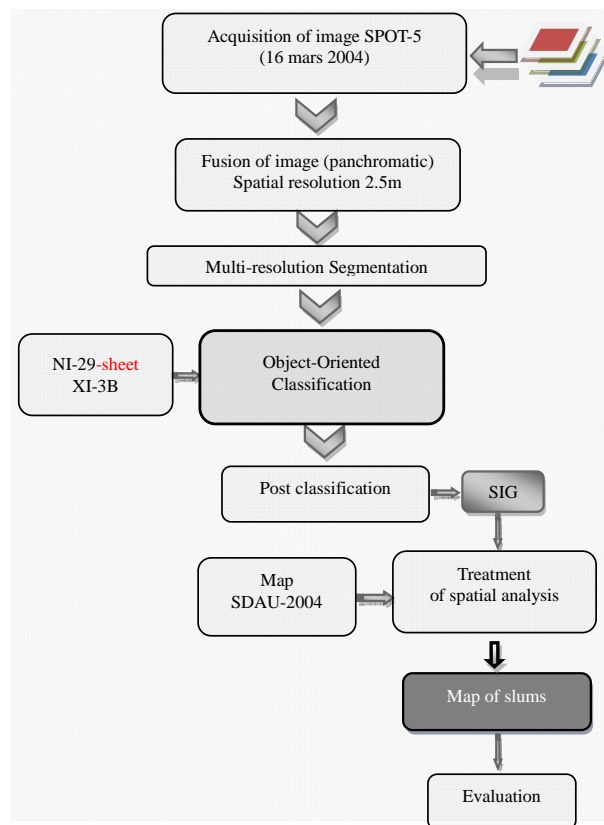 Acquisition of image SPOT-5
(16 mars 2004)
Fusion of image (panchromatic)
Spatial resolution 2.5m
Multi-resolution Segmentation
NI-29-sheet
XI-3B
Object-Oriented
Classification
Post classification
SIG
Map
SDAU-2004
Treatment
of spatial analysis
Map of slums
Evaluation